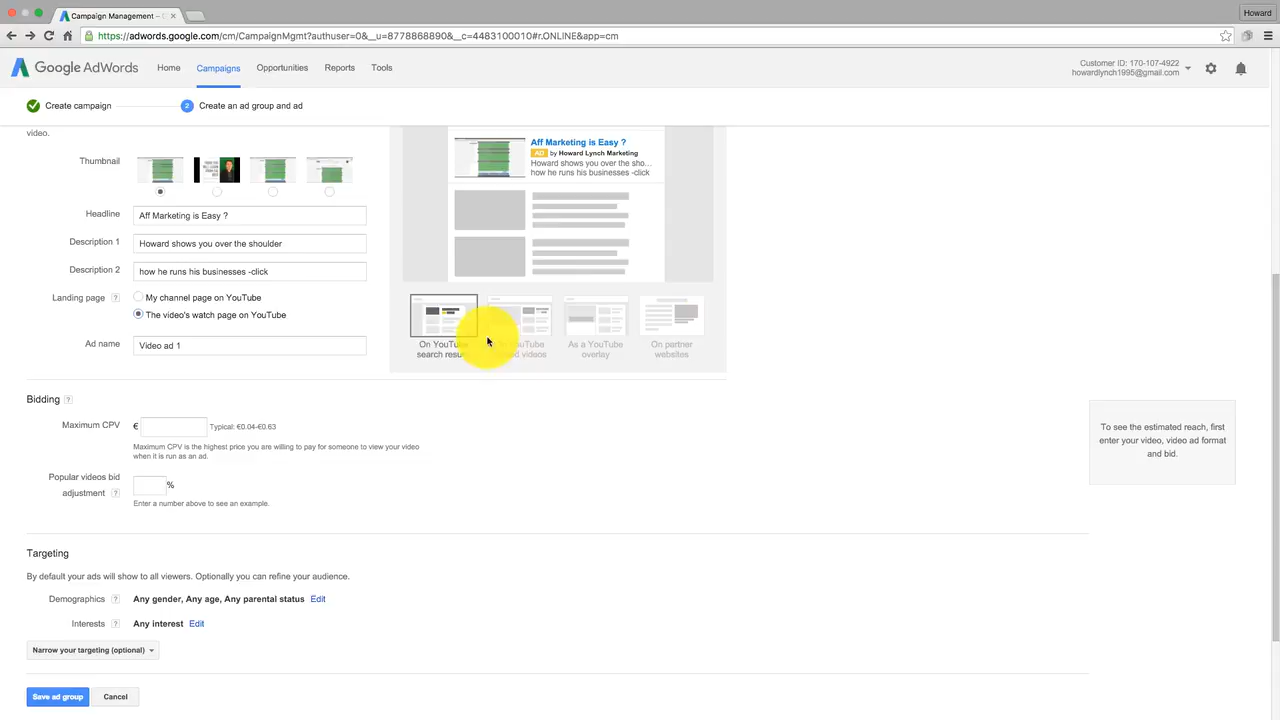 Campaign Management –
Howard
https://adwords.google.com/cm/CampaignMgmt?authuser=0&__u=8778868890&__c=4483100010#r.ONLINE&app=cm
Google AdWords
Home
Campaigns
Opportunities
Reports
Tools
Customer ID: 170-107-4922
howardlynch1995@gmail.com
Create campaign
2
Create an ad group and ad
video.
Thumbnail
Headline
Aff Marketing is Easy ?
Description 1
Howard shows you over the shoulder
Description 2
how he runs his businesses -click
Landing page ?
My channel page on YouTube
The video's watch page on YouTube
Ad name
Video ad 1
Aff Marketing is Easy ?
AD by Howard Lynch Marketing
Howard shows you over the sho...
how he runs his businesses -click
On YouTube
search
YouTube
videos
As a YouTube
overlay
On partner
websites
Bidding ?
Maximum CPV
€
Typical: €0.04-€0.63
Maximum CPV is the highest price you are willing to pay for someone to view your video
when it is run as an ad.
Popular videos bid
adjustment ?
%
Enter a number above to see an example.
To see the estimated reach, first
enter your video, video ad format
and bid.
Targeting
By default your ads will show to all viewers. Optionally you can refine your audience.
Demographics ?
Any gender, Any age, Any parental status Edit
Interests ?
Any interest Edit
Narrow your targeting (optional)
Save ad group
Cancel